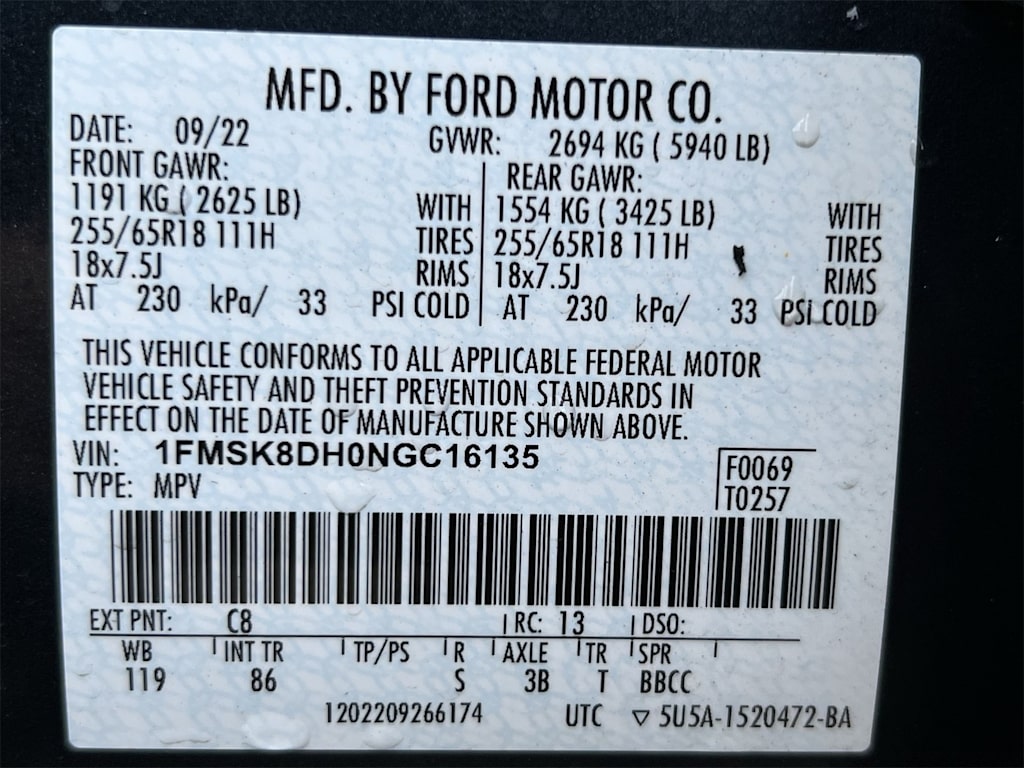 MFD. BY FORD MOTOR CO.
DATE: 09/22 GVWR: 2694 KG ( 5940 LB)
FRONT GAWR: REAR GAWR:
1191 KG ( 2625 LB) WITH 1554 KG ( 3425 LB) WITH
255/65R18 111H TIRES 255/65R18 111H TIRES
18x7.5J RIMS 18x7.5J RIMS
AT 230 kPa/ 33 PSI COLD AT 230 kPa/ 33 PSI COLD
THIS VEHICLE CONFORMS TO ALL APPLICABLE FEDERAL MOTOR
VEHICLE SAFETY AND THEFT PREVENTION STANDARDS IN
EFFECT ON THE DATE OF MANUFACTURE SHOWN ABOVE.
VIN: 1FMSK8DH0NGC16135 F0069
TYPE: MPV T0257
EXT PNT: C8 RC: 13 DSO:
WB INT TR TP/PS R AXLE TR SPR
119 86 S 3B T BBCC
1202209266174 UTC ▽ 5U5A-1520472-BA